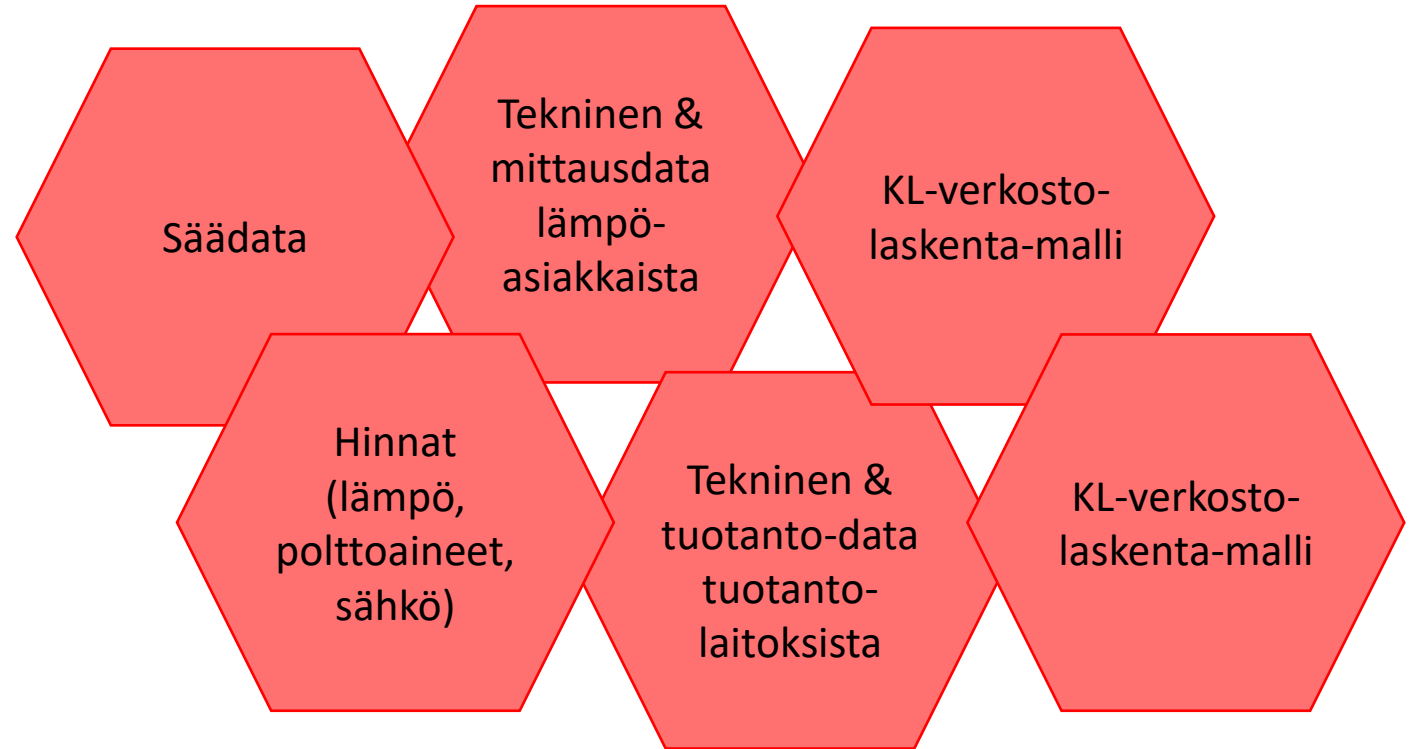 Säädata
Tekninen &
mittausdata
lämpö-
asiakkaista
KL-verkosto-
laskenta-malli
Hinnat
(lämpö,
polttoaineet,
sähkö)
Tekninen &
tuotanto-data
tuotanto-
laitoksista
KL-verkosto-
laskenta-malli